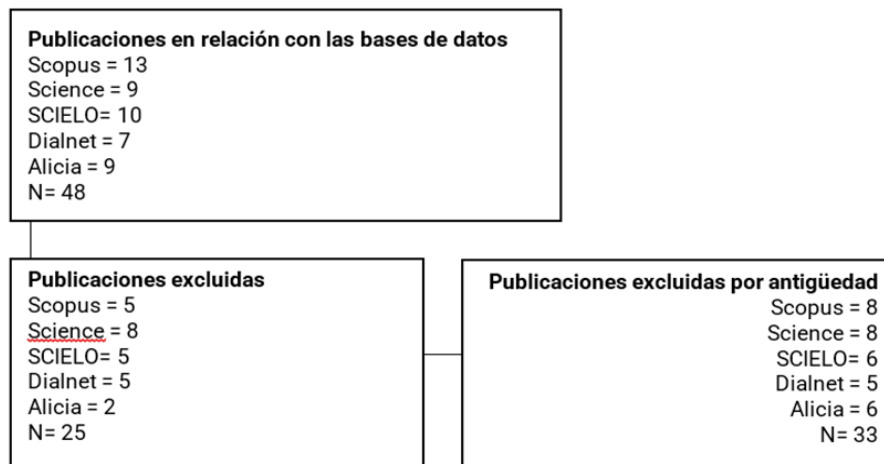 Publicaciones en relación con las bases de datos
Scopus = 13
Science = 9
SCIELO= 10
Dialnet = 7
Alicia = 9
N= 48
Publicaciones excluidas
Scopus = 5
Science = 8
SCIELO= 5
Dialnet = 5
Alicia = 2
N= 25
Publicaciones excluidas por antigüedad
Scopus = 8
Science = 8
SCIELO= 6
Dialnet = 5
Alicia = 6
N= 33